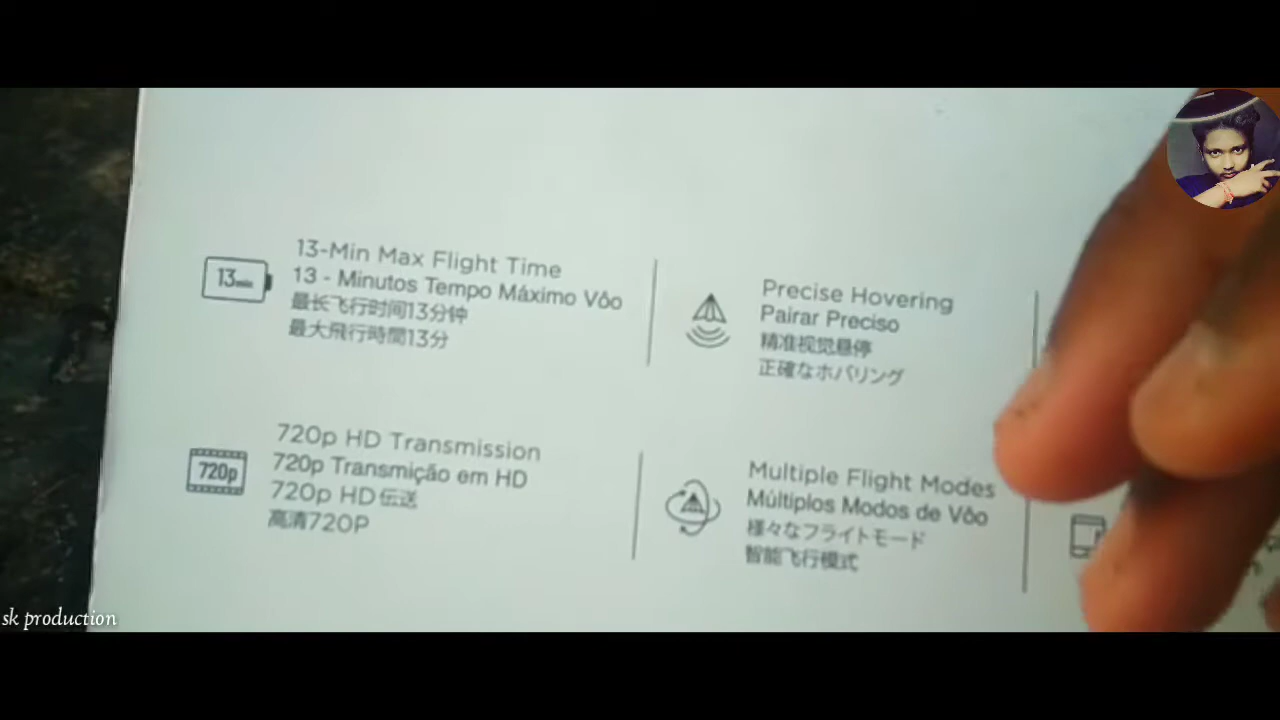 13min
13-Min Max Flight Time
13 - Minutos Tempo Máximo Vôo
最长飞行时间13分钟
最大飛行時間13分
Precise Hovering
Pairar Preciso
精准视觉悬停
正確なホバリング
720p
720p HD Transmission
720p Transmição em HD
720p HD伝送
高清720P
Multiple Flight Modes
Múltiplos Modos de Vôo
様々なフライトモード
智能飞行模式
sk production